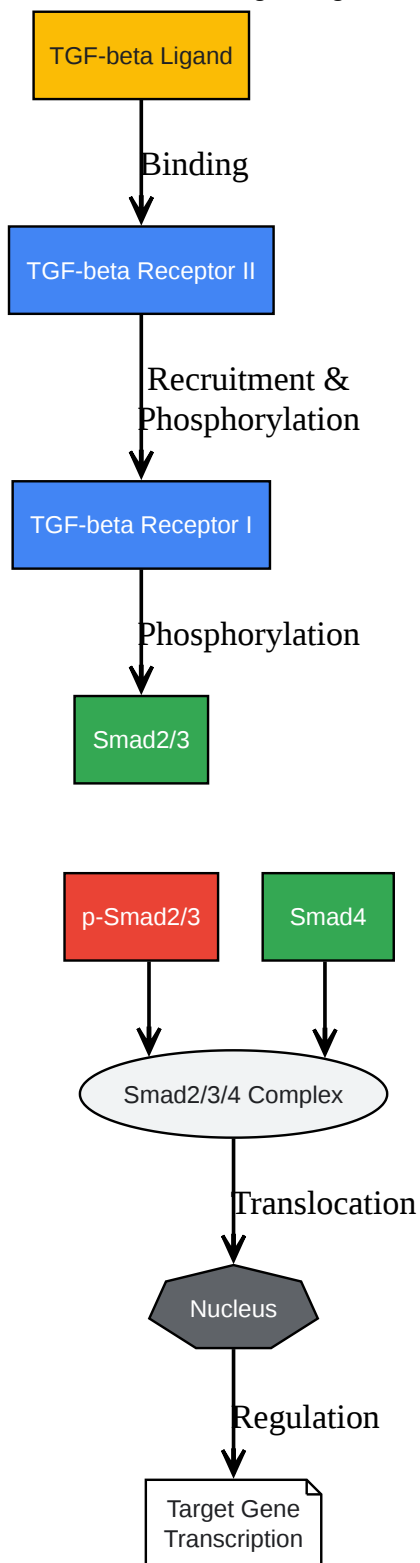 TGF-beta Ligand
Binding
TGF-beta Receptor II
Recruitment &
Phosphorylation
TGF-beta Receptor I
Phosphorylation
Smad2/3
p-Smad2/3
Smad4
Smad2/3/4 Complex
Translocation
Nucleus
Regulation
Target Gene
Transcription